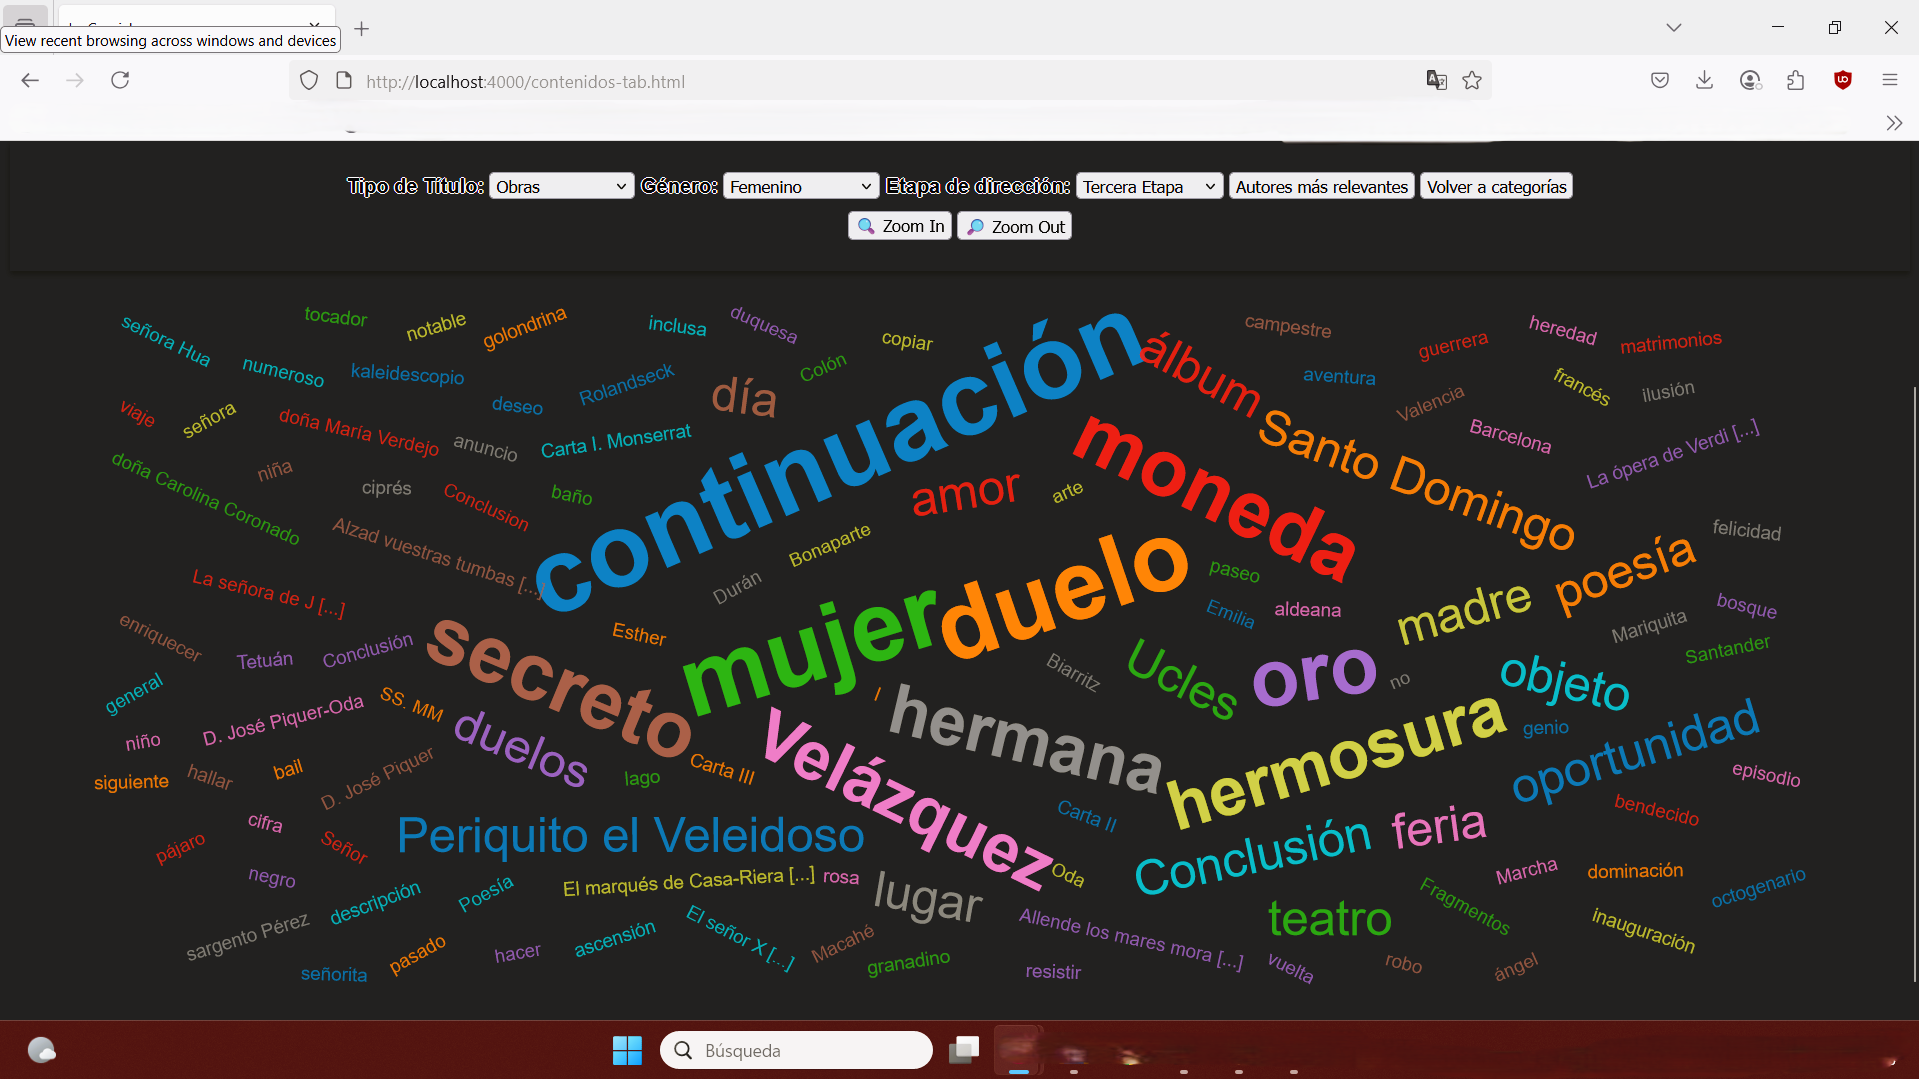 View recent browsing across windows and devices
http://localhost:4000/contenidos-tab.html
Tipo de Título: Obras Género: Femenino Etapa de dirección: Tercera Etapa Autores más relevantes Volver a categorías
Zoom In Zoom Out
señora Hua
tocador
notable
golondrina
inclusa
duquesa
copiar
continuación
álbum
campestre
guerrera
heredad
matrimonios
numeroso
kaleidescopio
Rolandseck
día
Colón
aventura
Valencia
francés
ilusión
viaje
señora
doña María Verdejo
deseo
anuncio
Carta I. Monserrat
moneda
Santo Domingo
Barcelona
La ópera de Verdi [...]
doña Carolina Coronado
niña
ciprés
Conclusion
baño
amor
arte
felicidad
Alzad vuestras tumbas [...]
Bonaparte
Durán
duelo
paseo
poesía
La señora de J [...]
mujer
Emilia
aldeana
madre
Mariquita
bosque
enriquecer
Tetuán
Conclusión
secreto
Esther
Biarritz
Ucles
oro
no
objeto
Santander
general
D. José Piquer-Oda
SS. MM
duelos
I
hermana
hermosura
genio
oportunidad
niño
siguiente
hallar
bail
D. José Piquer
lago
Carta III
Velázquez
Carta II
episodio
bendecido
pájaro
cifra
Señor
Periquito el Veleidoso
Conclusión
feria
negro
descripción
Poesía
El marqués de Casa-Riera [...]
rosa
lugar
Oda
teatro
Fragmentos
Marcha
dominación
octogenario
sargento Pérez
señorita
pasado
hacer
ascensión
El señor X [...]
Macahé
granadino
Allende los mares mora [...]
resistir
vuelta
robo
ángel
inauguración
Búsqueda